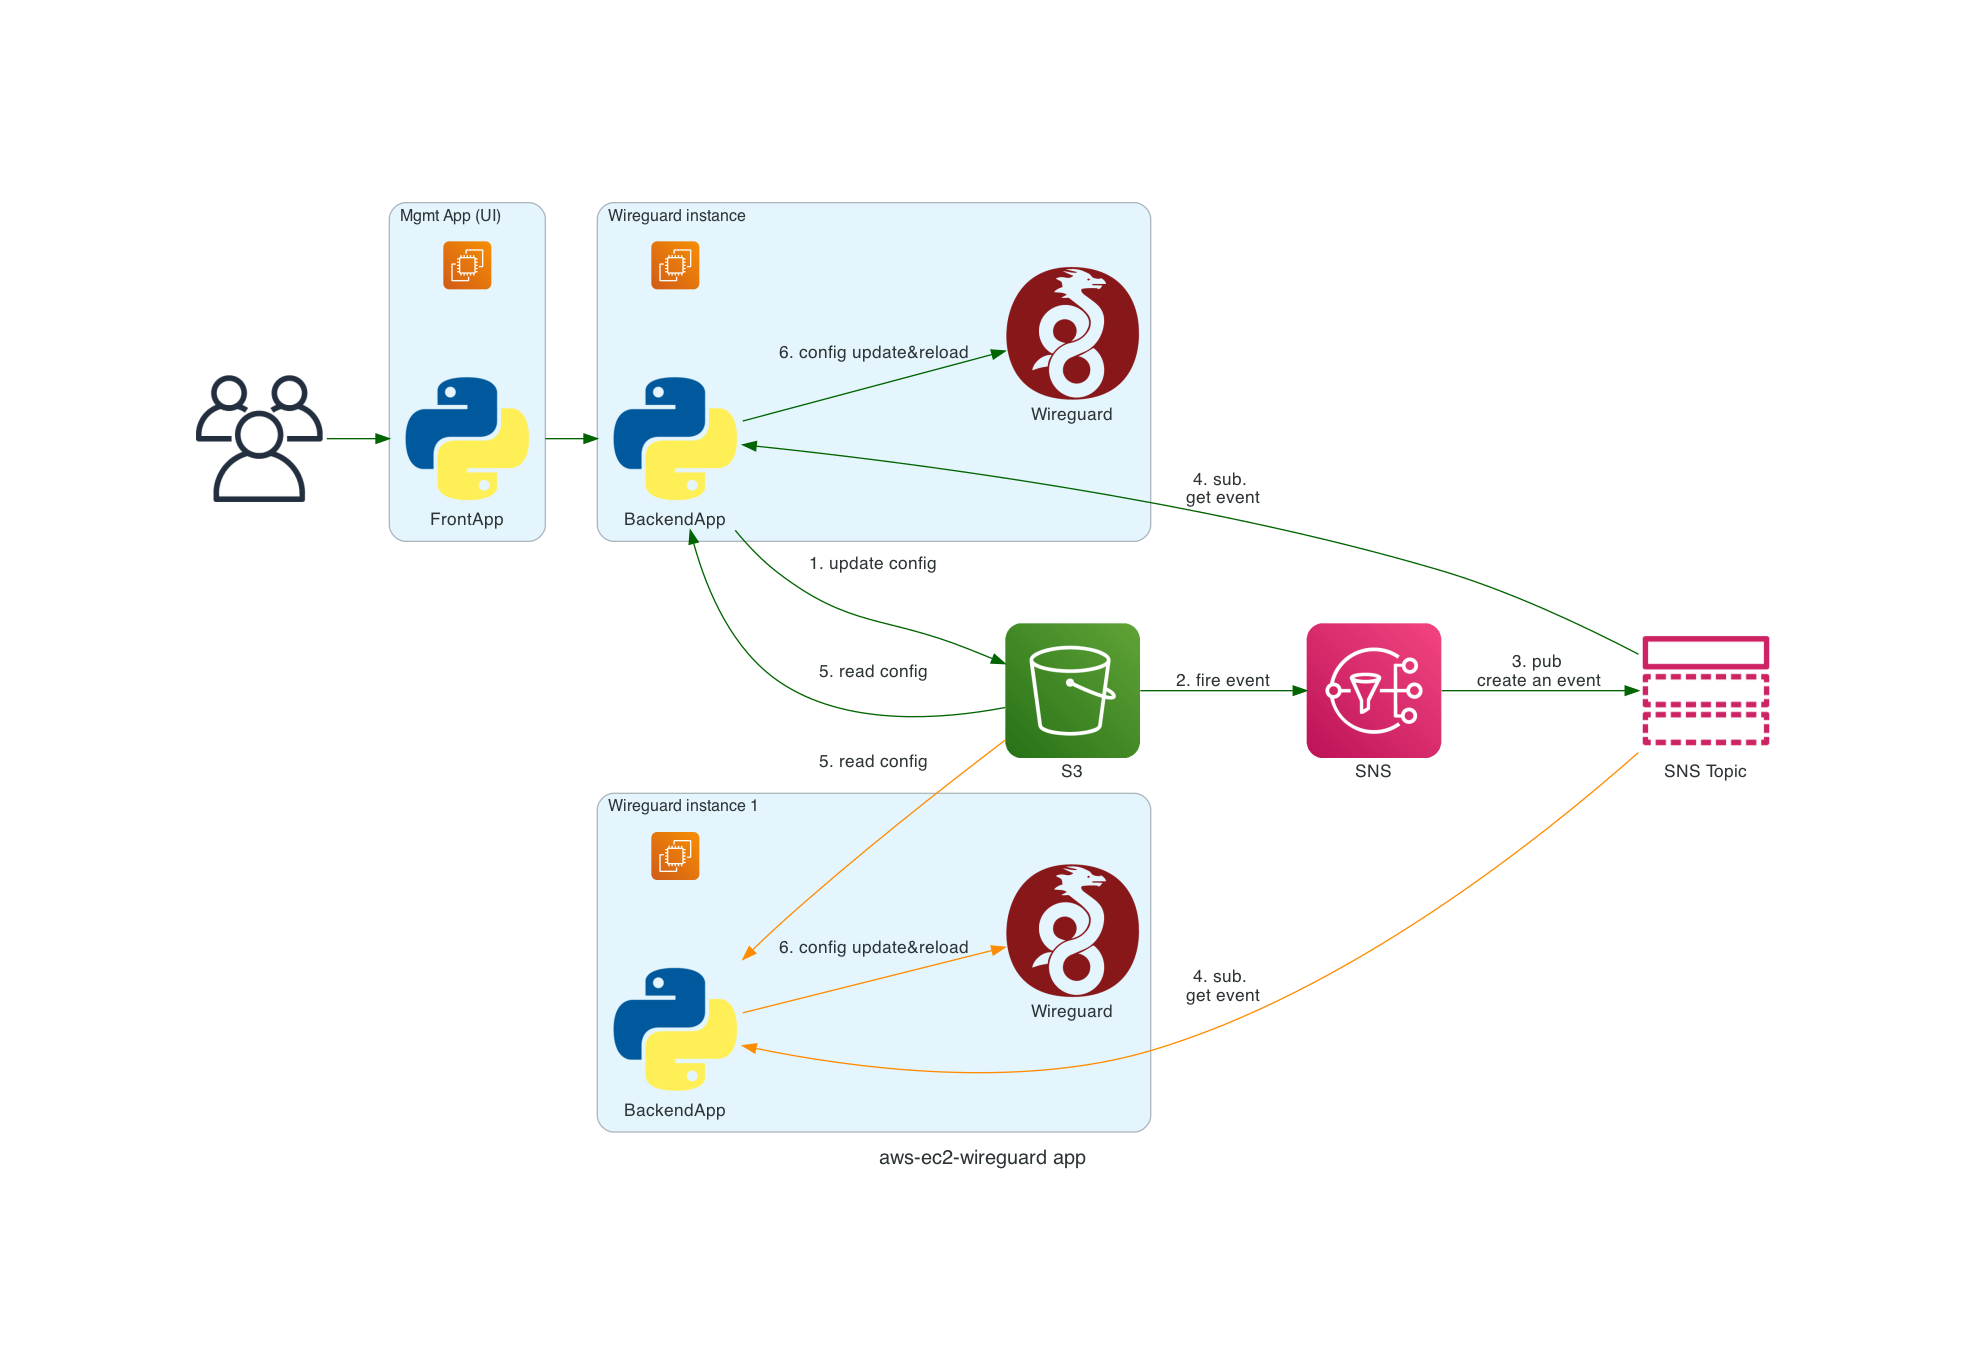 Mgmt App (UI)
Wireguard instance
6. config update&reload
Wireguard
4. sub.
get event
FrontApp
BackendApp
1. update config
5. read config
2. fire event
3. pub
create an event
5. read config
S3
SNS
SNS Topic
Wireguard instance 1
6. config update&reload
4. sub.
get event
Wireguard
BackendApp
aws-ec2-wireguard app